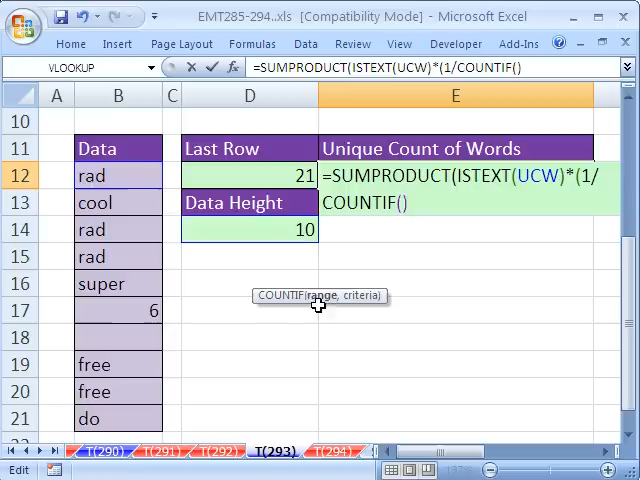 EMT285-294..xls [Compatibility Mode] - Microsoft Excel
Home Insert Page Layout Formulas Data Review View Developer Add-Ins
VLOOKUP =SUMPRODUCT(ISTEXT(UCW)*(1/COUNTIF()
A B C D E
10
11 Data Last Row Unique Count of Words
12 rad 21 =SUMPRODUCT(ISTEXT(UCW)*(1/
13 cool Data Height COUNTIF()
14 rad 10
15 rad
16 super
COUNTIF(range, criteria)
17 6
18
19 free
20 free
21 do
T(290) T(291) T(292) T(293) T(294)
Edit 137%